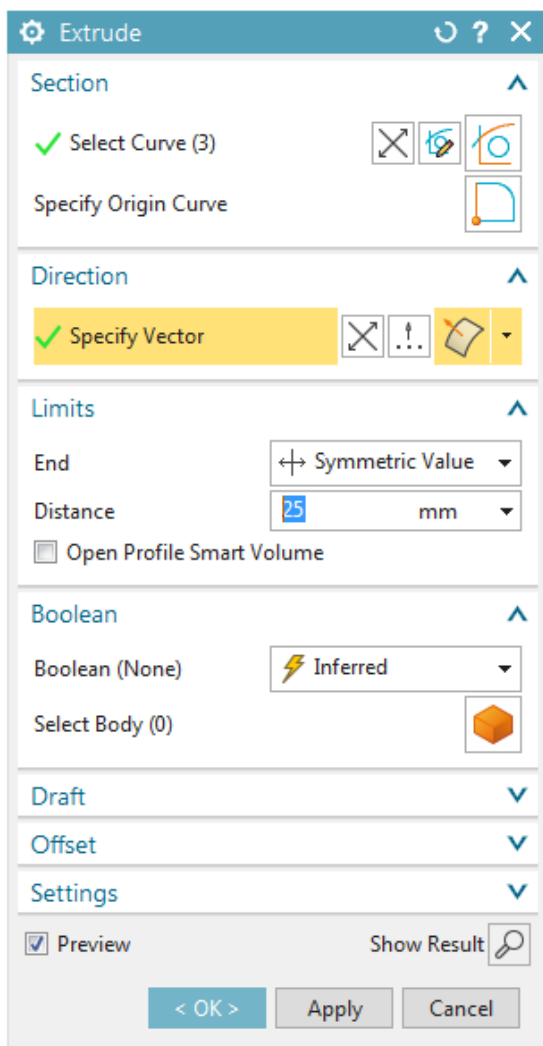 Extrude ?
Section
Select Curve (3)
Specify Origin Curve
Direction
Specify Vector
Limits
End Symmetric Value
Distance 25 mm
Open Profile Smart Volume
Boolean
Boolean (None) Inferred
Select Body (0)
Draft
Offset
Settings
Preview Show Result
< OK > Apply Cancel